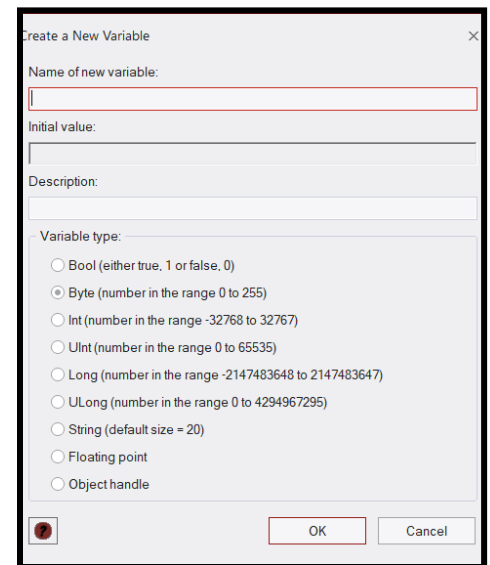 Create a New Variable
Name of new variable:
Initial value:
Description:
Variable type:
Bool (either true, 1 or false, 0)
Byte (number in the range 0 to 255)
Int (number in the range -32768 to 32767)
UInt (number in the range 0 to 65535)
Long (number in the range -2147483648 to 2147483647)
ULong (number in the range 0 to 4294967295)
String (default size = 20)
Floating point
Object handle
? OK Cancel